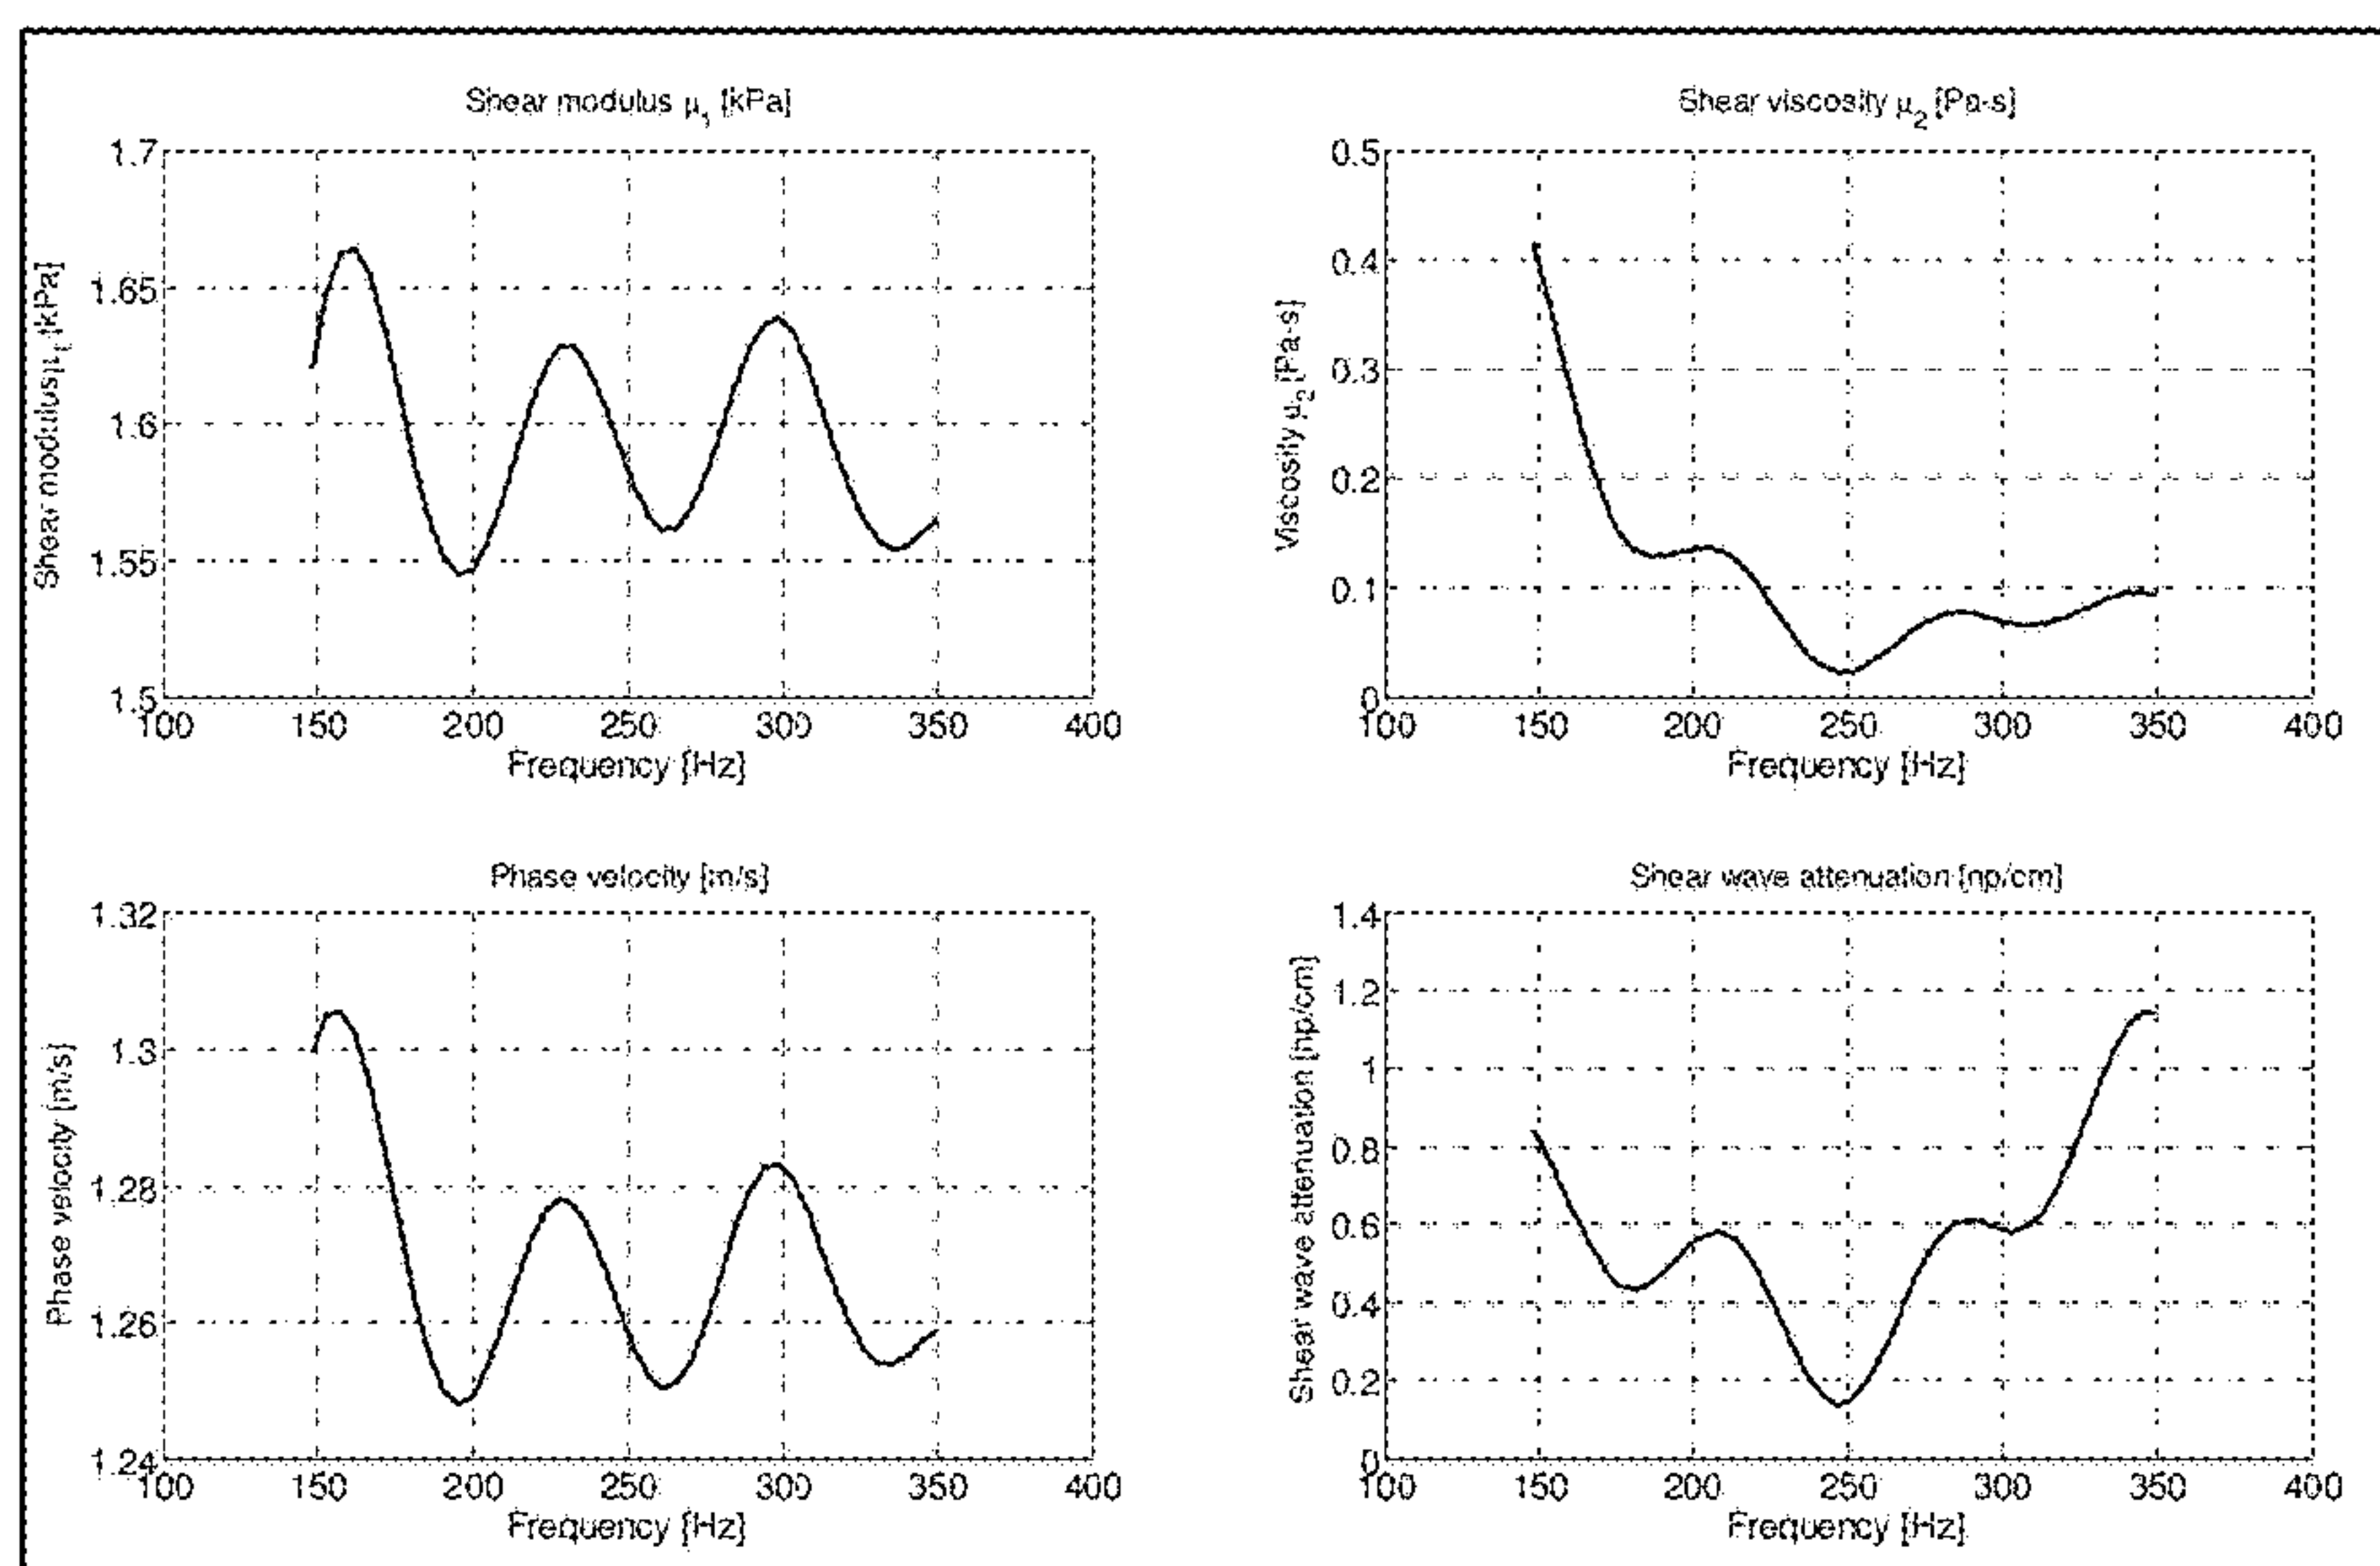 Shear modulus μ₁ [kPa]
1.7
1.65
1.6
1.55
1.5
Shear modulus μ₁ [kPa]
100 150 200 250 300 350 400
Frequency [Hz]
Shear viscosity μ₂ [Pa-s]
0.5
0.4
0.3
0.2
0.1
0
Viscosity μ₂ [Pa-s]
100 150 200 250 300 350 400
Frequency [Hz]
Phase velocity [m/s]
1.32
1.3
1.28
1.26
1.24
Phase velocity [m/s]
100 150 200 250 300 350 400
Frequency [Hz]
Shear wave attenuation [np/cm]
1.4
1.2
1
0.8
0.6
0.4
0.2
0
Shear wave attenuation [np/cm]
100 150 200 250 300 350 400
Frequency [Hz]